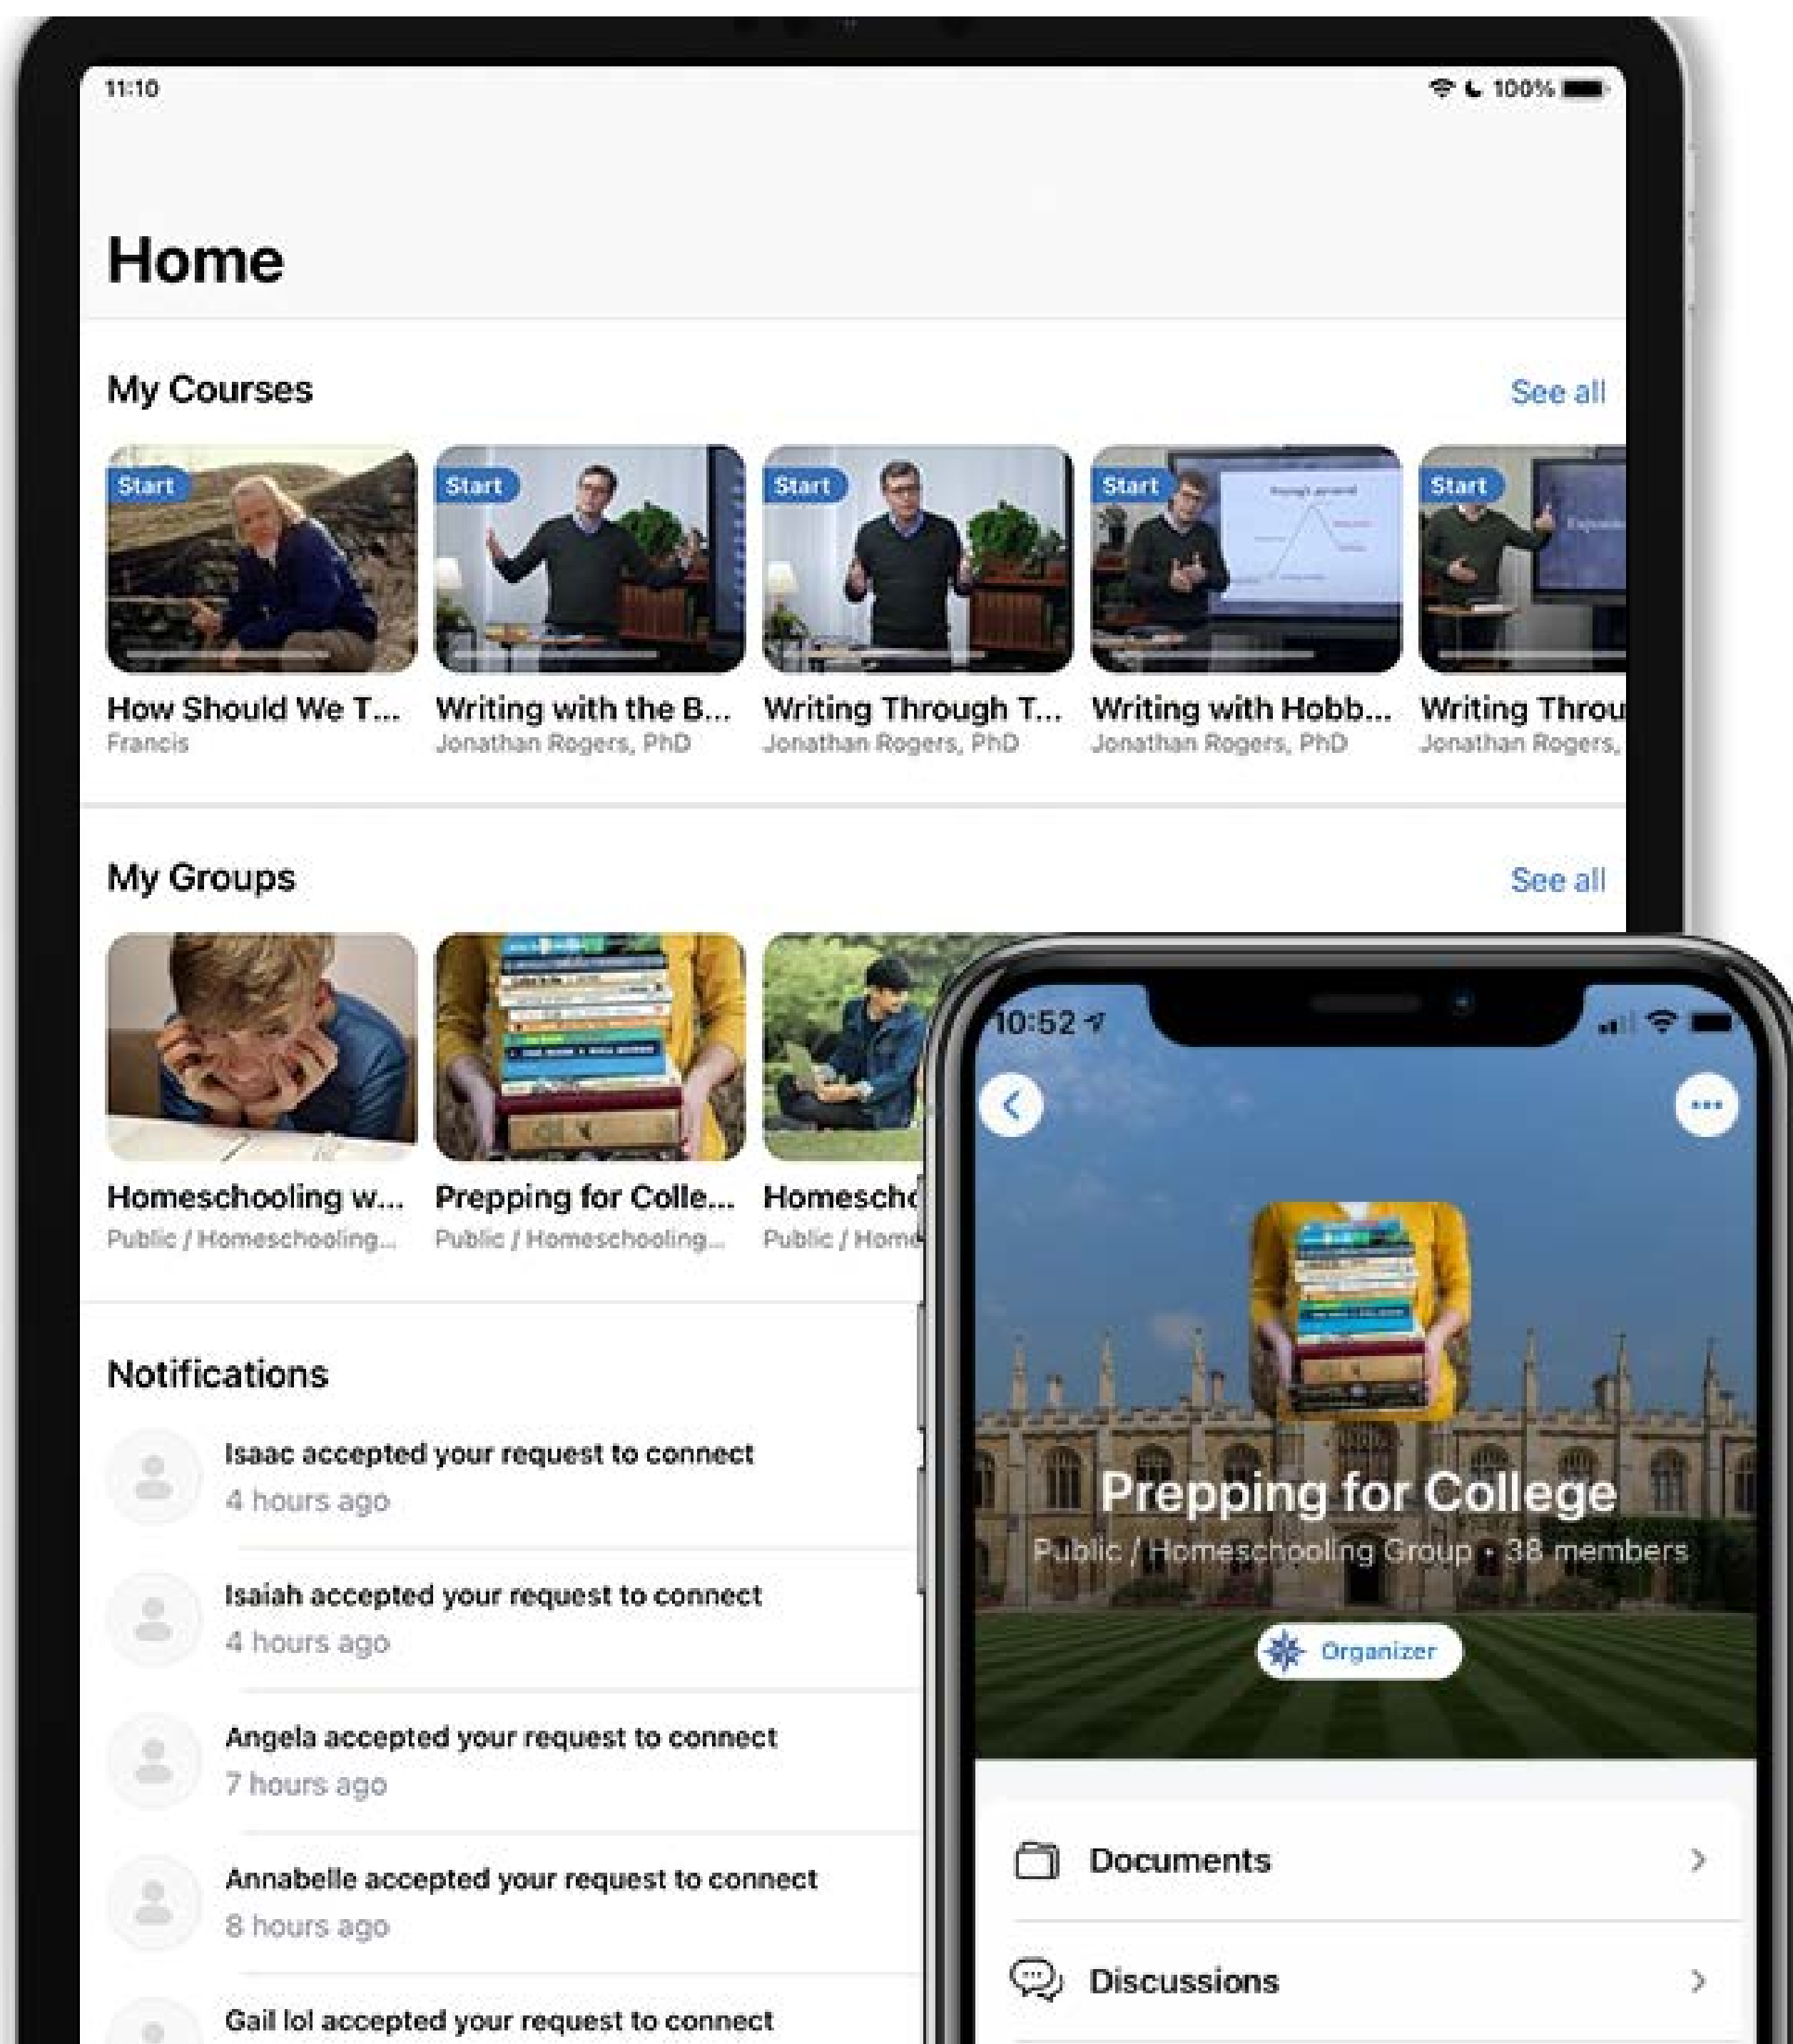 11:10
100%
Home
My Courses
See all
Start
Start
Start
Start
Start
How Should We T...
Writing with the B...
Writing Through T...
Writing with Hobb...
Writing Throu
Francis
Jonathan Rogers, PhD
Jonathan Rogers, PhD
Jonathan Rogers, PhD
Jonathan Rogers,
My Groups
See all
Homeschooling w...
Prepping for Colle...
Homescho
Public / Homeschooling...
Public / Homeschooling...
Public / Home
Notifications
Isaac accepted your request to connect
4 hours ago
Isaiah accepted your request to connect
4 hours ago
Angela accepted your request to connect
7 hours ago
Annabelle accepted your request to connect
8 hours ago
Gail lol accepted your request to connect
10:52
Prepping for College
Public / Homeschooling Group • 38 members
Organizer
Documents
Discussions